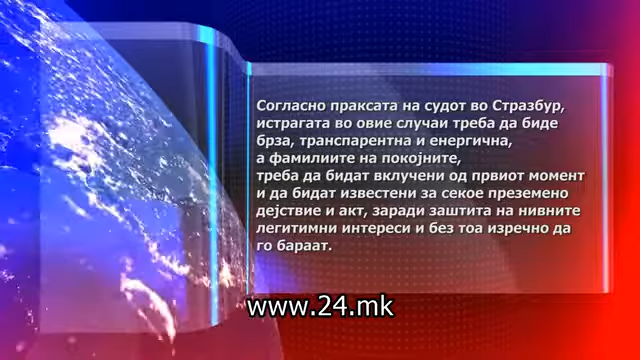 Согласно праксата на судот во Стразбур,
истрагата во овие случаи треба да биде
брза, транспарентна и енергична,
а фамилиите на покојните,
треба да бидат вклучени од првиот момент
и да бидат известени за секое преземено
дејствие и акт, заради заштита на нивните
легитимни интереси и без тоа изречно да
го бараат.
www.24.mk